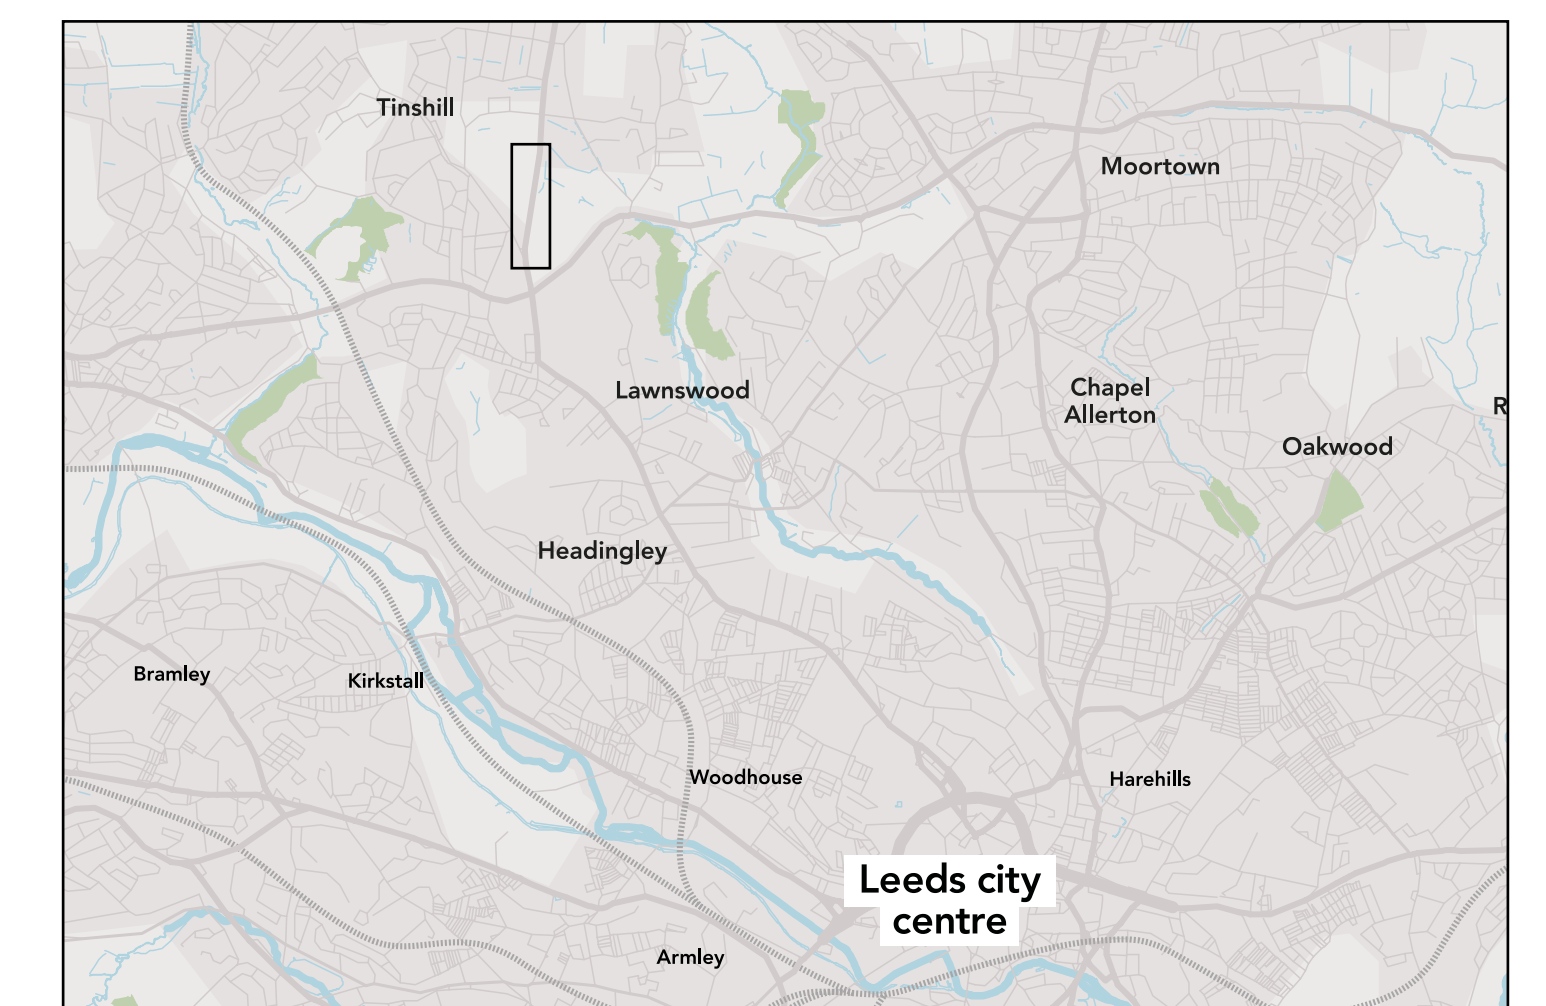 Tinshill
Moortown
Lawnswood
Chapel
Allerton
R
Oakwood
Headingley
Bramley
Kirkstall
Woodhouse
Harehills
Leeds city
centre
Armley